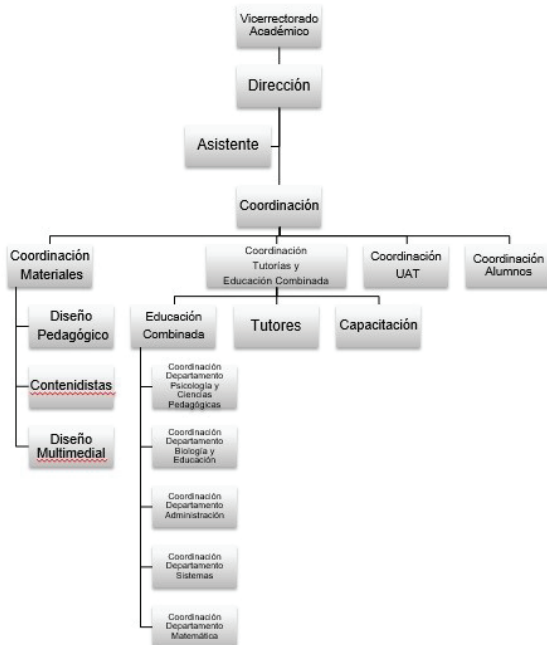 Vicerrectorado
Académico
Dirección
Asistente
Coordinación
Coordinación
Materiales
Coordinación
Tutorías y
Educación Combinada
Coordinación
UAT
Coordinación
Alumnos
Diseño
Pedagógico
Educación
Combinada
Tutores
Capacitación
Contenidistas
Diseño
Multimedial
Coordinación
Departamento
Psicología y
Ciencias
Pedagógicas
Coordinación
Departamento
Biología y
Educación
Coordinación
Departamento
Administración
Coordinación
Departamento
Sistemas
Coordinación
Departamento
Matemática